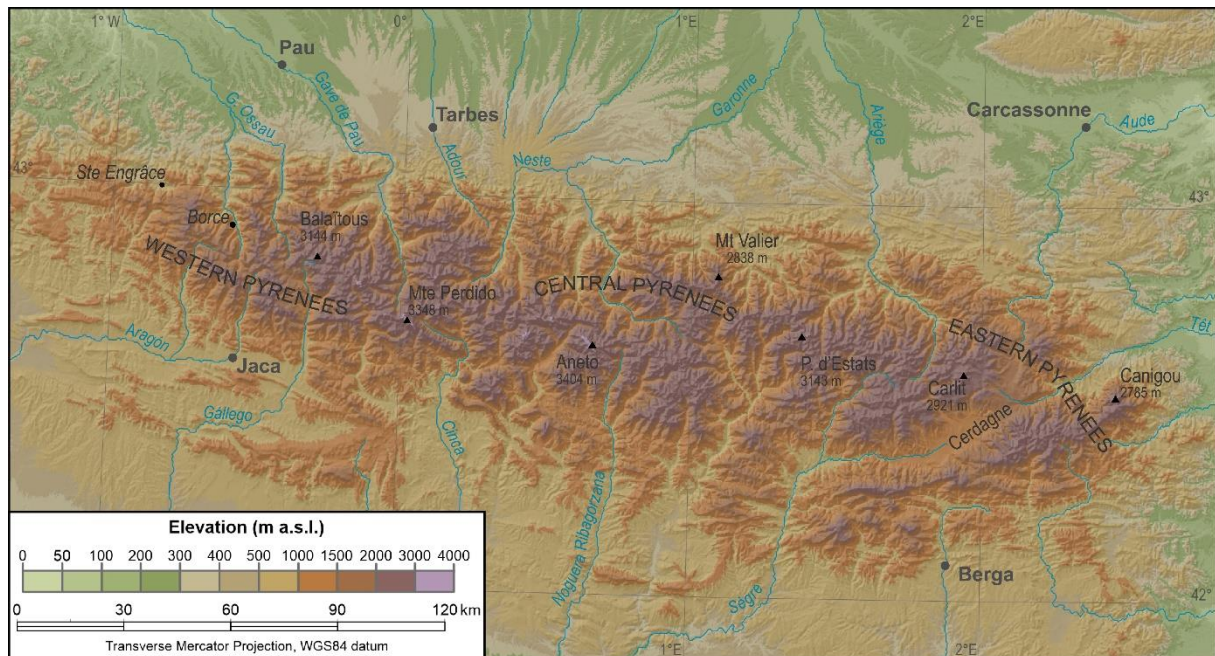 1° W
0°
1°E
2°E
Pau
Gave de Pau
G. Ossau
Tarbes
Adour
Garonne
Ariège
Carcassonne
Aude
Neste
43°
43°
Ste Engrâce
Borce
Balaïtous
3144 m
Mt Valier
2838 m
WESTERN PYRENEES
CENTRAL PYRENEES
Mte Perdido
3348 m
Aragón
Jaca
Aneto
3404 m
P. d'Estats
3143 m
EASTERN PYRENEES
Têt
Carlit
2921 m
Canigou
2785 m
Cerdagne
Gállego
Cinca
Noguera Ribagorzana
Sègre
Berga
42°
1°E
2°E
Elevation (m a.s.l.)
0 50 100 200 300 400 500 1000 1500 2000 3000 4000
0 30 60 90 120 km
Transverse Mercator Projection, WGS84 datum